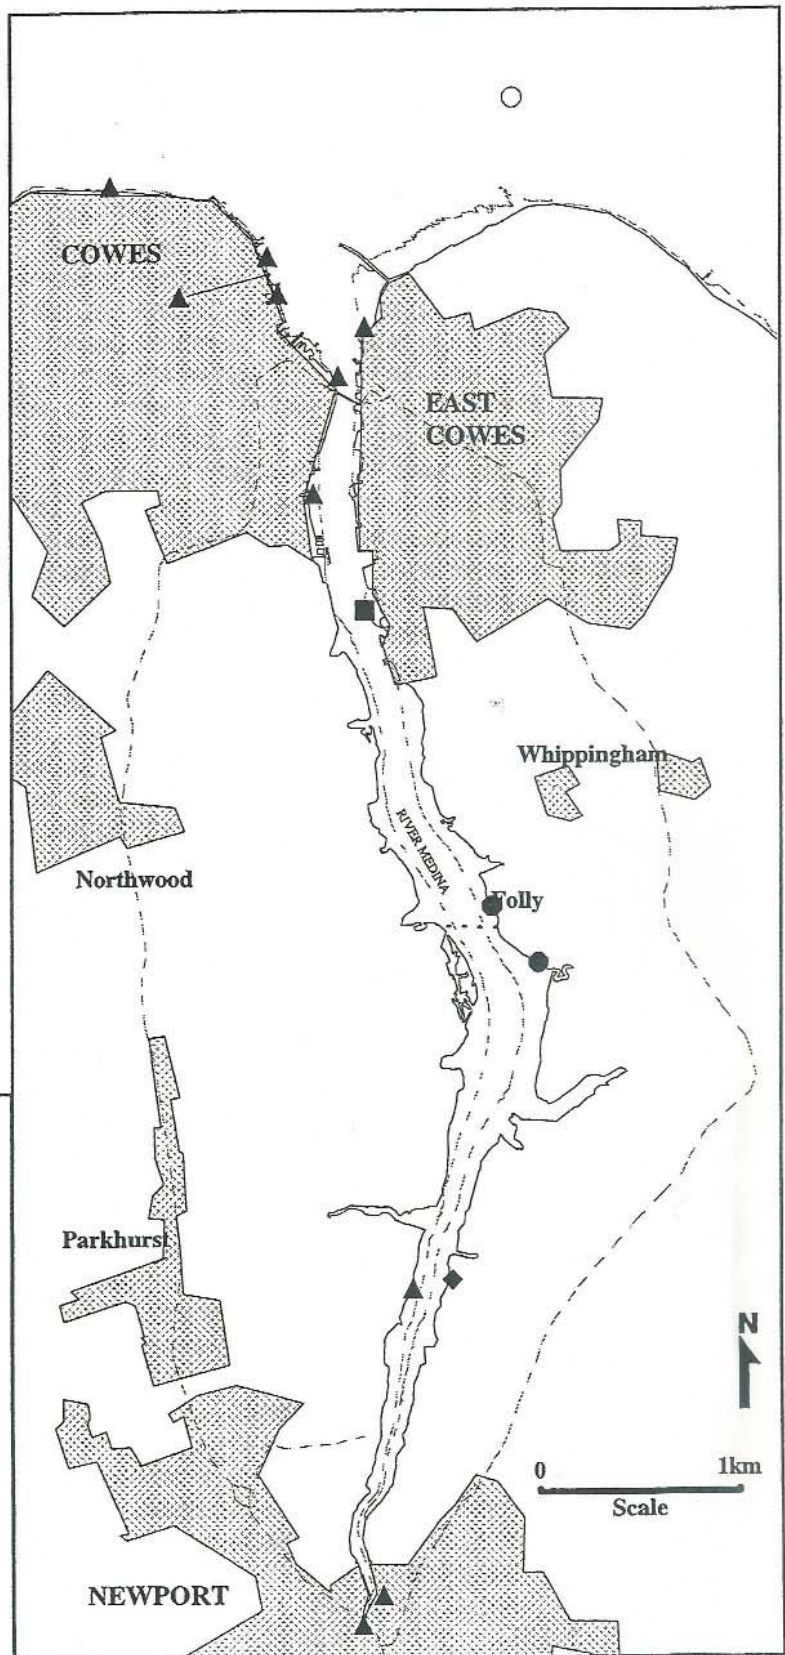 COWES
EAST
COWES
Whippingham
RIVER MEDINA
Northwood
Folly
Parkhurst
N
0 1km
Scale
NEWPORT